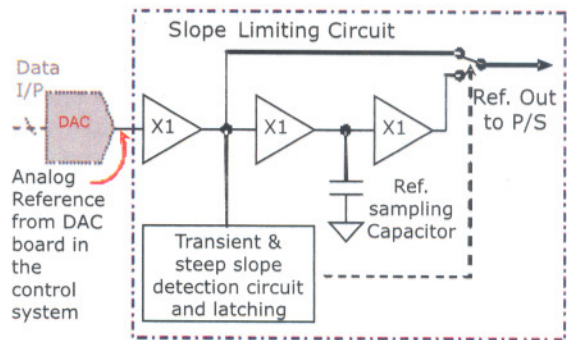 Slope Limiting Circuit
Data
I/P
DAC
X1
X1
X1
Ref. Out
to P/S
Analog
Reference
from DAC
board in
the
control
system
Ref.
sampling
Capacitor
Transient &
steep slope
detection circuit
and latching